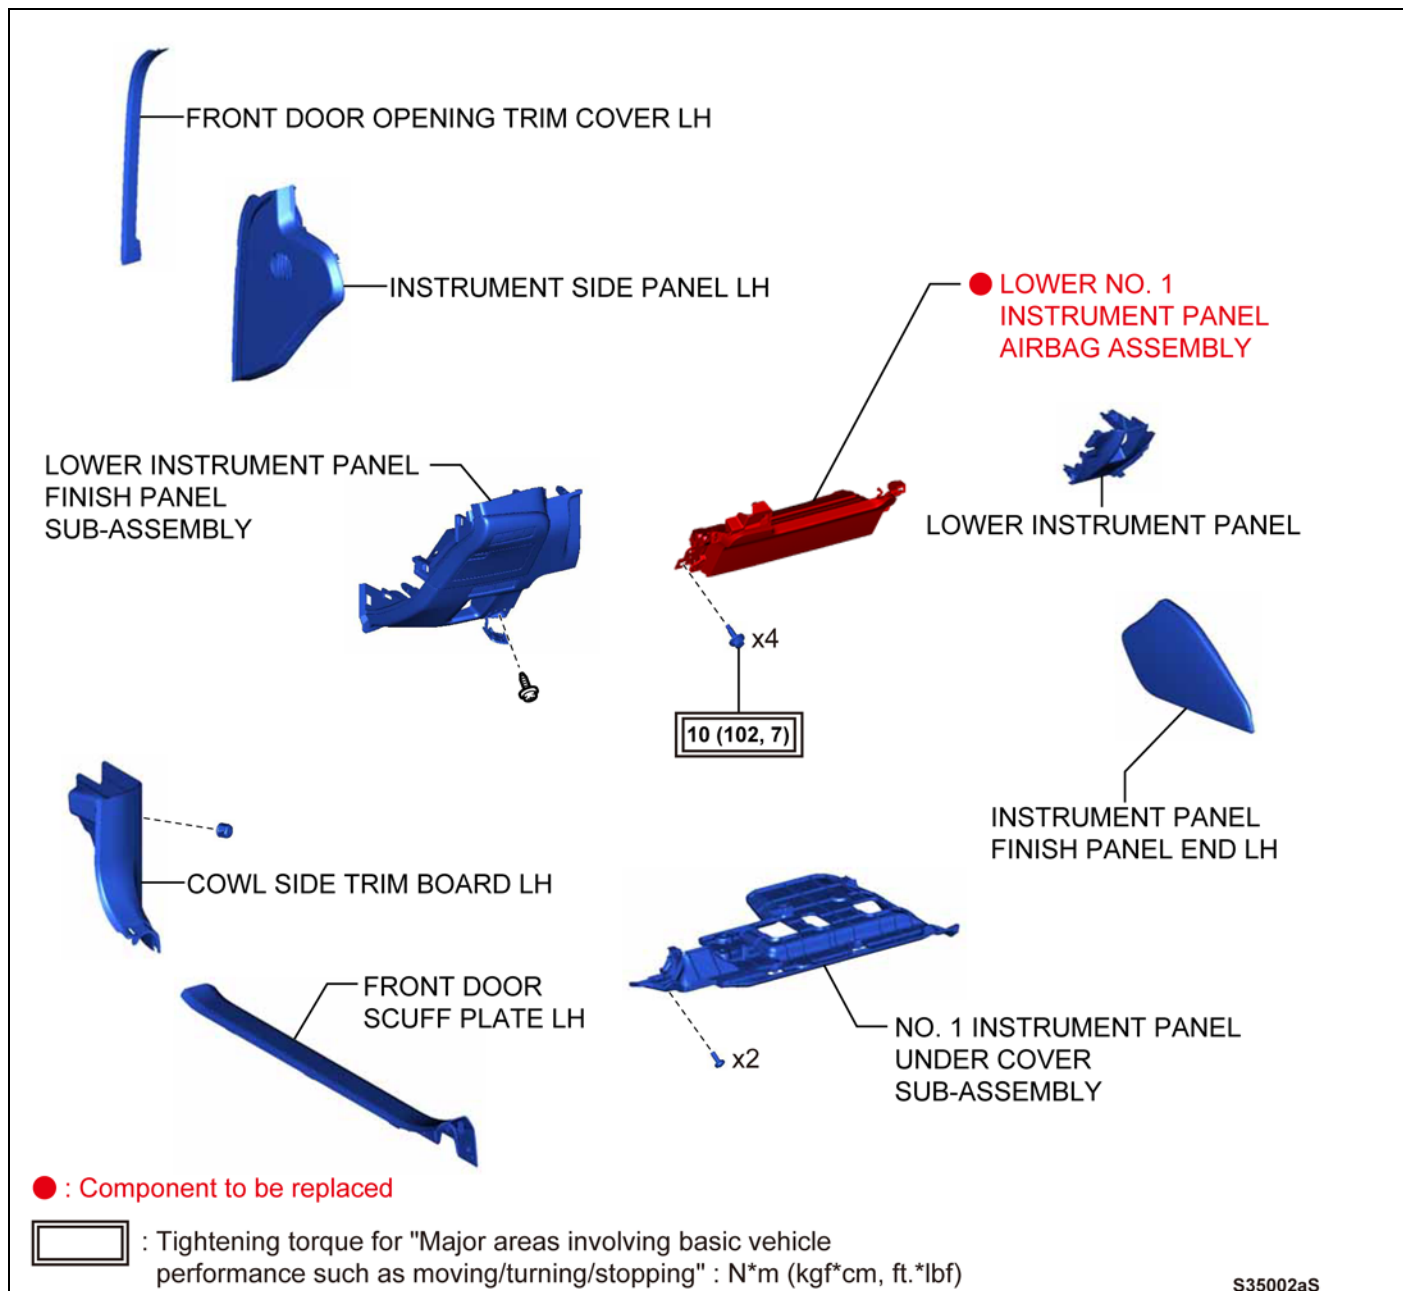 FRONT DOOR OPENING TRIM COVER LH
INSTRUMENT SIDE PANEL LH
LOWER NO. 1
INSTRUMENT PANEL
AIRBAG ASSEMBLY
LOWER INSTRUMENT PANEL
FINISH PANEL
SUB-ASSEMBLY
LOWER INSTRUMENT PANEL
x4
10 (102, 7)
INSTRUMENT PANEL
FINISH PANEL END LH
COWL SIDE TRIM BOARD LH
FRONT DOOR
SCUFF PLATE LH
NO. 1 INSTRUMENT PANEL
UNDER COVER
SUB-ASSEMBLY
x2
: Component to be replaced
: Tightening torque for "Major areas involving basic vehicle
performance such as moving/turning/stopping" : N*m (kgf*cm, ft.*lbf)
S35002aS